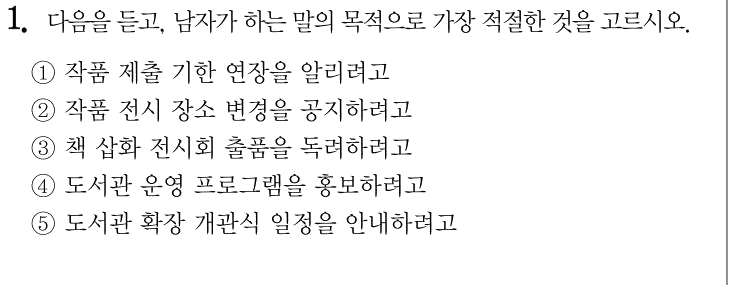 1. 다음을 듣고, 남자가 하는 말의 목적으로 가장 적절한 것을 고르시오.
① 작품 제출 기한 연장을 알리려고
② 작품 전시 장소 변경을 공지하려고
③ 책 삽화 전시회 출품을 독려하려고
④ 도서관 운영 프로그램을 홍보하려고
⑤ 도서관 확장 개관식 일정을 안내하려고